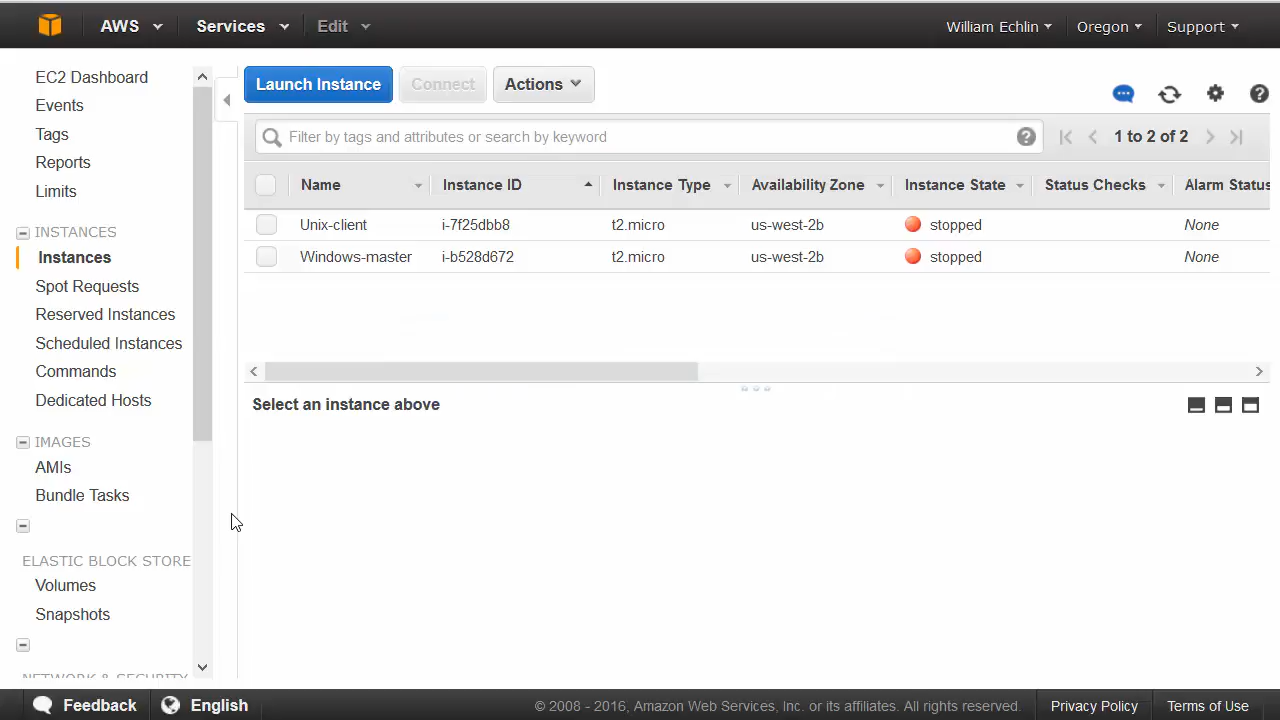 AWS Services Edit William Echlin Oregon Support
EC2 Dashboard
Events
Tags
Reports
Limits
INSTANCES
Instances
Spot Requests
Reserved Instances
Scheduled Instances
Commands
Dedicated Hosts
IMAGES
AMIs
Bundle Tasks
ELASTIC BLOCK STORE
Volumes
Snapshots
NETWORK & SECURITY
Launch Instance Connect Actions
Filter by tags and attributes or search by keyword 1 to 2 of 2
Name Instance ID Instance Type Availability Zone Instance State Status Checks Alarm Status
Unix-client i-7f25dbb8 t2.micro us-west-2b stopped None
Windows-master i-b528d672 t2.micro us-west-2b stopped None
Select an instance above
Feedback English © 2008 - 2016, Amazon Web Services, Inc. or its affiliates. All rights reserved. Privacy Policy Terms of Use